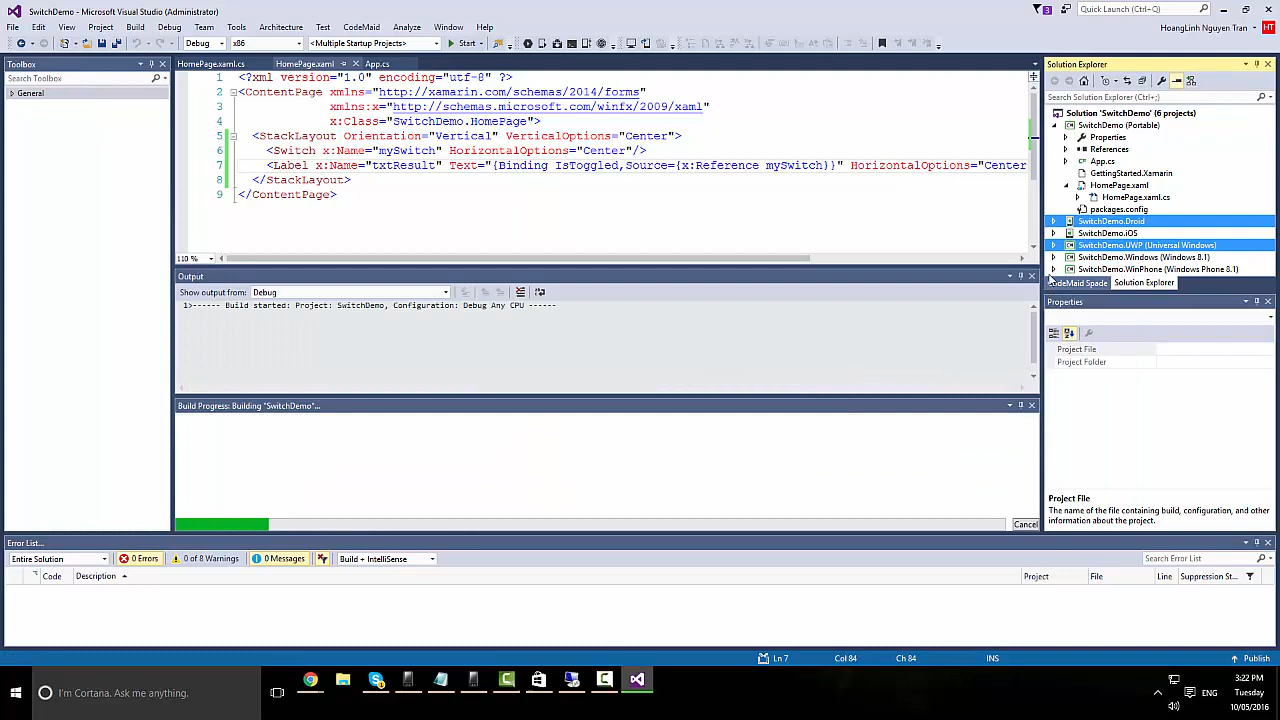 SwitchDemo - Microsoft Visual Studio (Administrator)
3
Quick Launch (Ctrl+;)
File Edit View Project Build Debug Team Tools Architecture Test CodeMaid Analyze Window Help
HoangLinh Nguyen Tran HT
Debug x86 <Multiple Startup Projects> Start
Toolbox
Search Toolbox
General
HomePage.xaml.cs HomePage.xaml App.cs
1 <?xml version="1.0" encoding="utf-8" ?>
2 <ContentPage xmlns="http://xamarin.com/schemas/2014/forms"
3 xmlns:x="http://schemas.microsoft.com/winfx/2009/xaml"
4 x:Class="SwitchDemo.HomePage">
5 <StackLayout Orientation="Vertical" VerticalOptions="Center">
6 <Switch x:Name="mySwitch" HorizontalOptions="Center"/>
7 <Label x:Name="txtResult" Text="{Binding IsToggled,Source={x:Reference mySwitch}}" HorizontalOptions="Center
8 </StackLayout>
9 </ContentPage>
110 %
Output
Show output from: Debug
1>------ Build started: Project: SwitchDemo, Configuration: Debug Any CPU ------
Build Progress: Building "SwitchDemo"...
Cancel
Solution Explorer
Search Solution Explorer (Ctrl+;)
Solution 'SwitchDemo' (6 projects)
SwitchDemo (Portable)
Properties
References
App.cs
GettingStarted.Xamarin
HomePage.xaml
HomePage.xaml.cs
packages.config
SwitchDemo.Droid
SwitchDemo.iOS
SwitchDemo.UWP (Universal Windows)
SwitchDemo.Windows (Windows 8.1)
SwitchDemo.WinPhone (Windows Phone 8.1)
CodeMaid Spade Solution Explorer
Properties
Project File
Project Folder
Project File
The name of the file containing build, configuration, and other
information about the project.
Error List...
Entire Solution 0 Errors 0 of 8 Warnings 0 Messages Build + IntelliSense
Search Error List
Code Description Project File Line Suppression St...
Ln 7 Col 84 Ch 84 INS
Publish
I'm Cortana. Ask me anything.
ENG
3:22 PM
Tuesday
10/05/2016